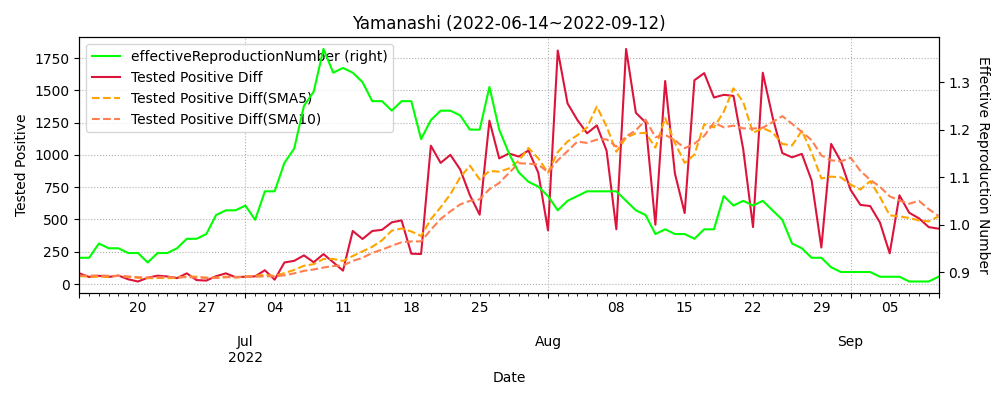 Yamanashi (2022-06-14~2022-09-12)
effectiveReproductionNumber (right)
Tested Positive Diff
Tested Positive Diff(SMA5)
Tested Positive Diff(SMA10)
Tested Positive
1750
1500
1250
1000
750
500
250
0
Effective Reproduction Number
1.3
1.2
1.1
1.0
0.9
20 27 04 11 18 25 08 15 22 29 05
Jul Aug Sep
2022
Date